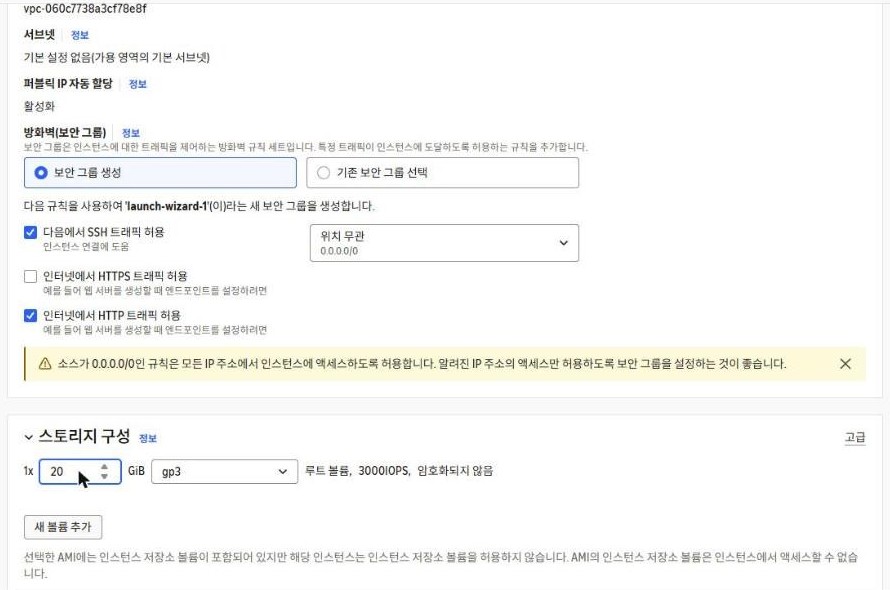 vpc-060c7738a3cf78e8f
서브넷 정보
기본 설정 없음(가용 영역의 기본 서브넷)
퍼블릭 IP 자동 할당 정보
활성화
방화벽(보안 그룹) 정보
보안 그룹은 인스턴스에 대한 트래픽을 제어하는 방화벽 규칙 세트입니다. 특정 트래픽이 인스턴스에 도달하도록 허용하는 규칙을 추가합니다.
보안 그룹 생성 기존 보안 그룹 선택
다음 규칙을 사용하여 'launch-wizard-1'(이)라는 새 보안 그룹을 생성합니다.
다음에서 SSH 트래픽 허용
인스턴스 연결에 도움
위치 무관
0.0.0.0/0
인터넷에서 HTTPS 트래픽 허용
예를 들어 웹 서버를 생성할 때 엔드포인트를 설정하려면
인터넷에서 HTTP 트래픽 허용
예를 들어 웹 서버를 생성할 때 엔드포인트를 설정하려면
소스가 0.0.0.0/0인 규칙은 모든 IP 주소에서 인스턴스에 액세스하도록 허용합니다. 알려진 IP 주소의 액세스만 허용하도록 보안 그룹을 설정하는 것이 좋습니다.
스토리지 구성 정보 고급
1x 20 GiB gp3 루트 볼륨, 3000IOPS, 암호화되지 않음
새 볼륨 추가
선택한 AMI에는 인스턴스 저장소 볼륨이 포함되어 있지만 해당 인스턴스는 인스턴스 저장소 볼륨을 허용하지 않습니다. AMI의 인스턴스 저장소 볼륨은 인스턴스에서 액세스할 수 없습
니다.